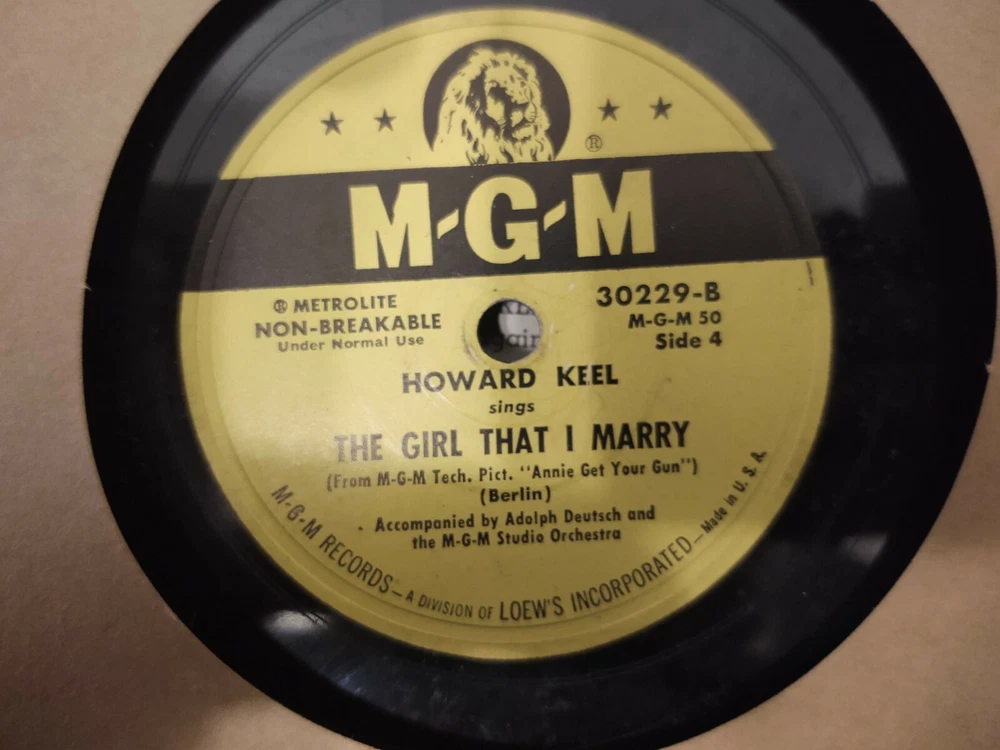 ®
M-G-M
® METROLITE
NON-BREAKABLE
Under Normal Use
30229-B
M-G-M 50
Side 4
HOWARD KEEL
sings
THE GIRL THAT I MARRY
(From M-G-M Tech. Pict. "Annie Get Your Gun")
(Berlin)
Accompanied by Adolph Deutsch and
the M-G-M Studio Orchestra
M-G-M RECORDS—A DIVISION OF LOEW'S INCORPORATED—Made in U. S. A.